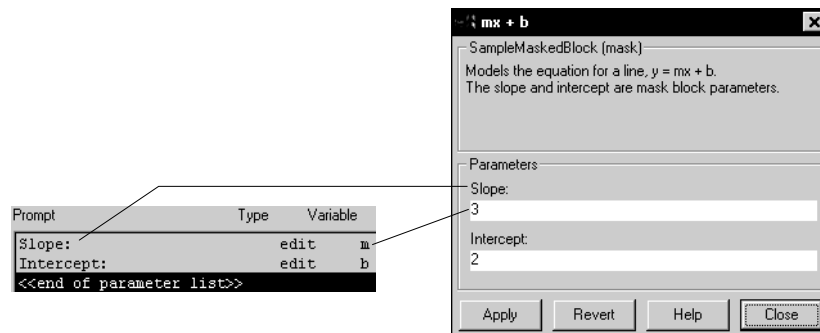 mx + b
SampleMaskedBlock (mask)
Models the equation for a line, y = mx + b.
The slope and intercept are mask block parameters.
Parameters
Slope:
3
Intercept:
2
Apply Revert Help Close
Prompt Type Variable
Slope: edit m
Intercept: edit b
<<end of parameter list>>